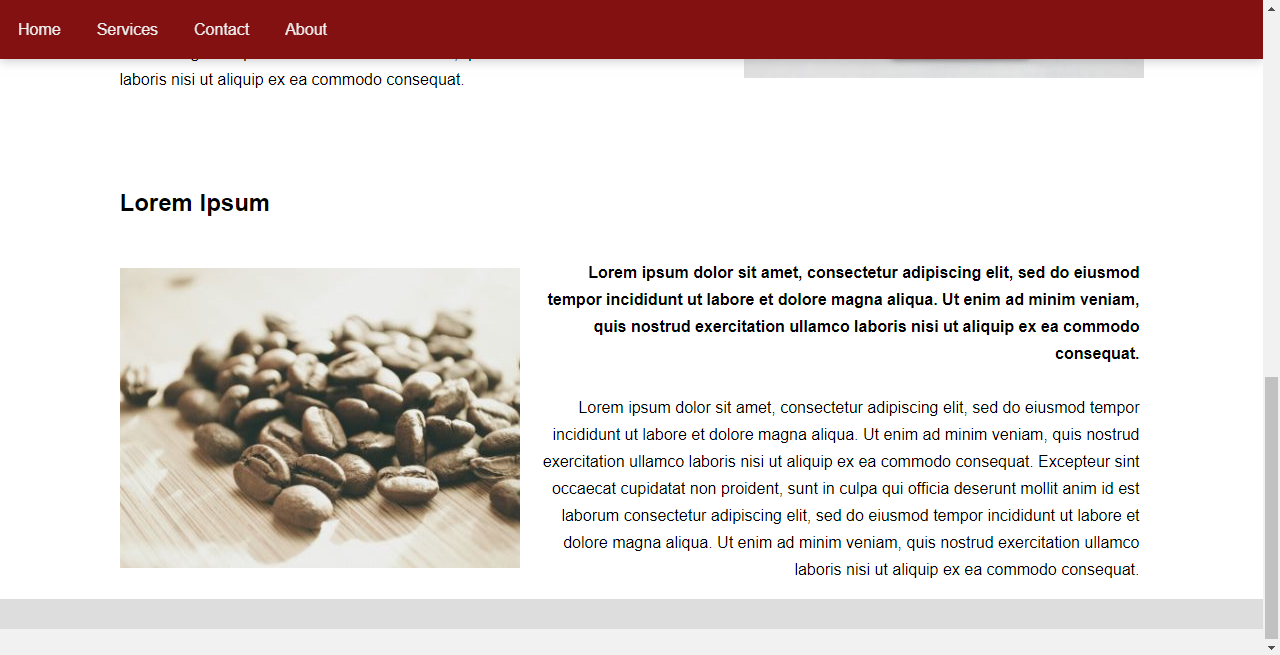 Home Services Contact About
laboris nisi ut aliquip ex ea commodo consequat.
Lorem Ipsum
Lorem ipsum dolor sit amet, consectetur adipiscing elit, sed do eiusmod
tempor incididunt ut labore et dolore magna aliqua. Ut enim ad minim veniam,
quis nostrud exercitation ullamco laboris nisi ut aliquip ex ea commodo
consequat.
Lorem ipsum dolor sit amet, consectetur adipiscing elit, sed do eiusmod tempor
incididunt ut labore et dolore magna aliqua. Ut enim ad minim veniam, quis nostrud
exercitation ullamco laboris nisi ut aliquip ex ea commodo consequat. Excepteur sint
occaecat cupidatat non proident, sunt in culpa qui officia deserunt mollit anim id est
laborum consectetur adipiscing elit, sed do eiusmod tempor incididunt ut labore et
dolore magna aliqua. Ut enim ad minim veniam, quis nostrud exercitation ullamco
laboris nisi ut aliquip ex ea commodo consequat.